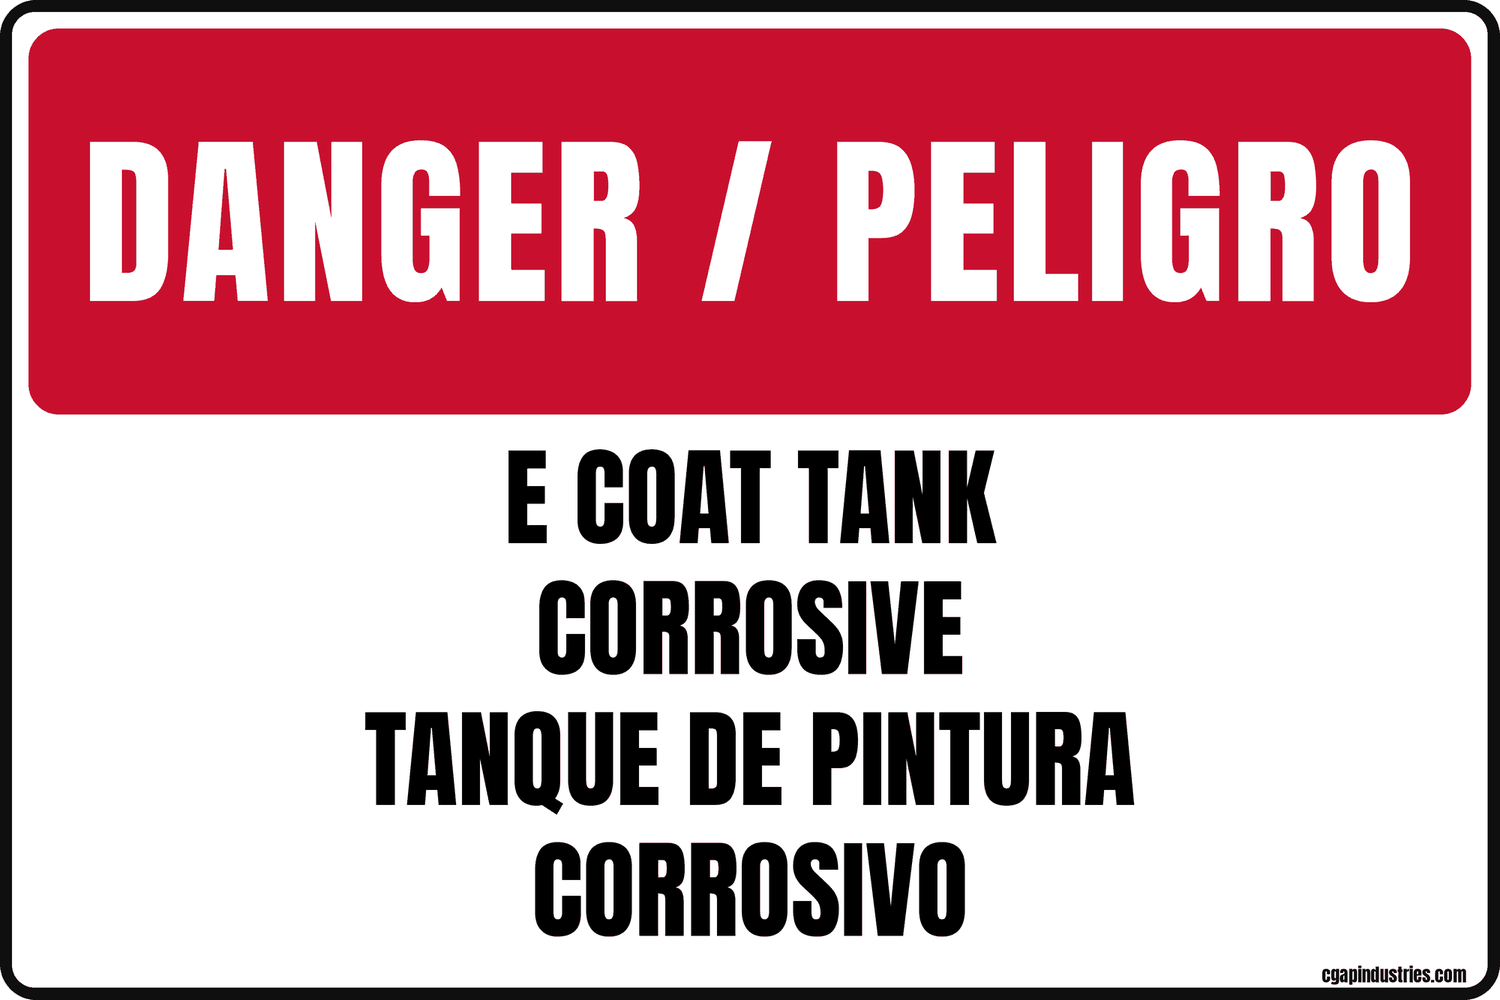 DANGER / PELIGRO
E COAT TANK
CORROSIVE
TANQUE DE PINTURA
CORROSIVO
cgapindustries.com